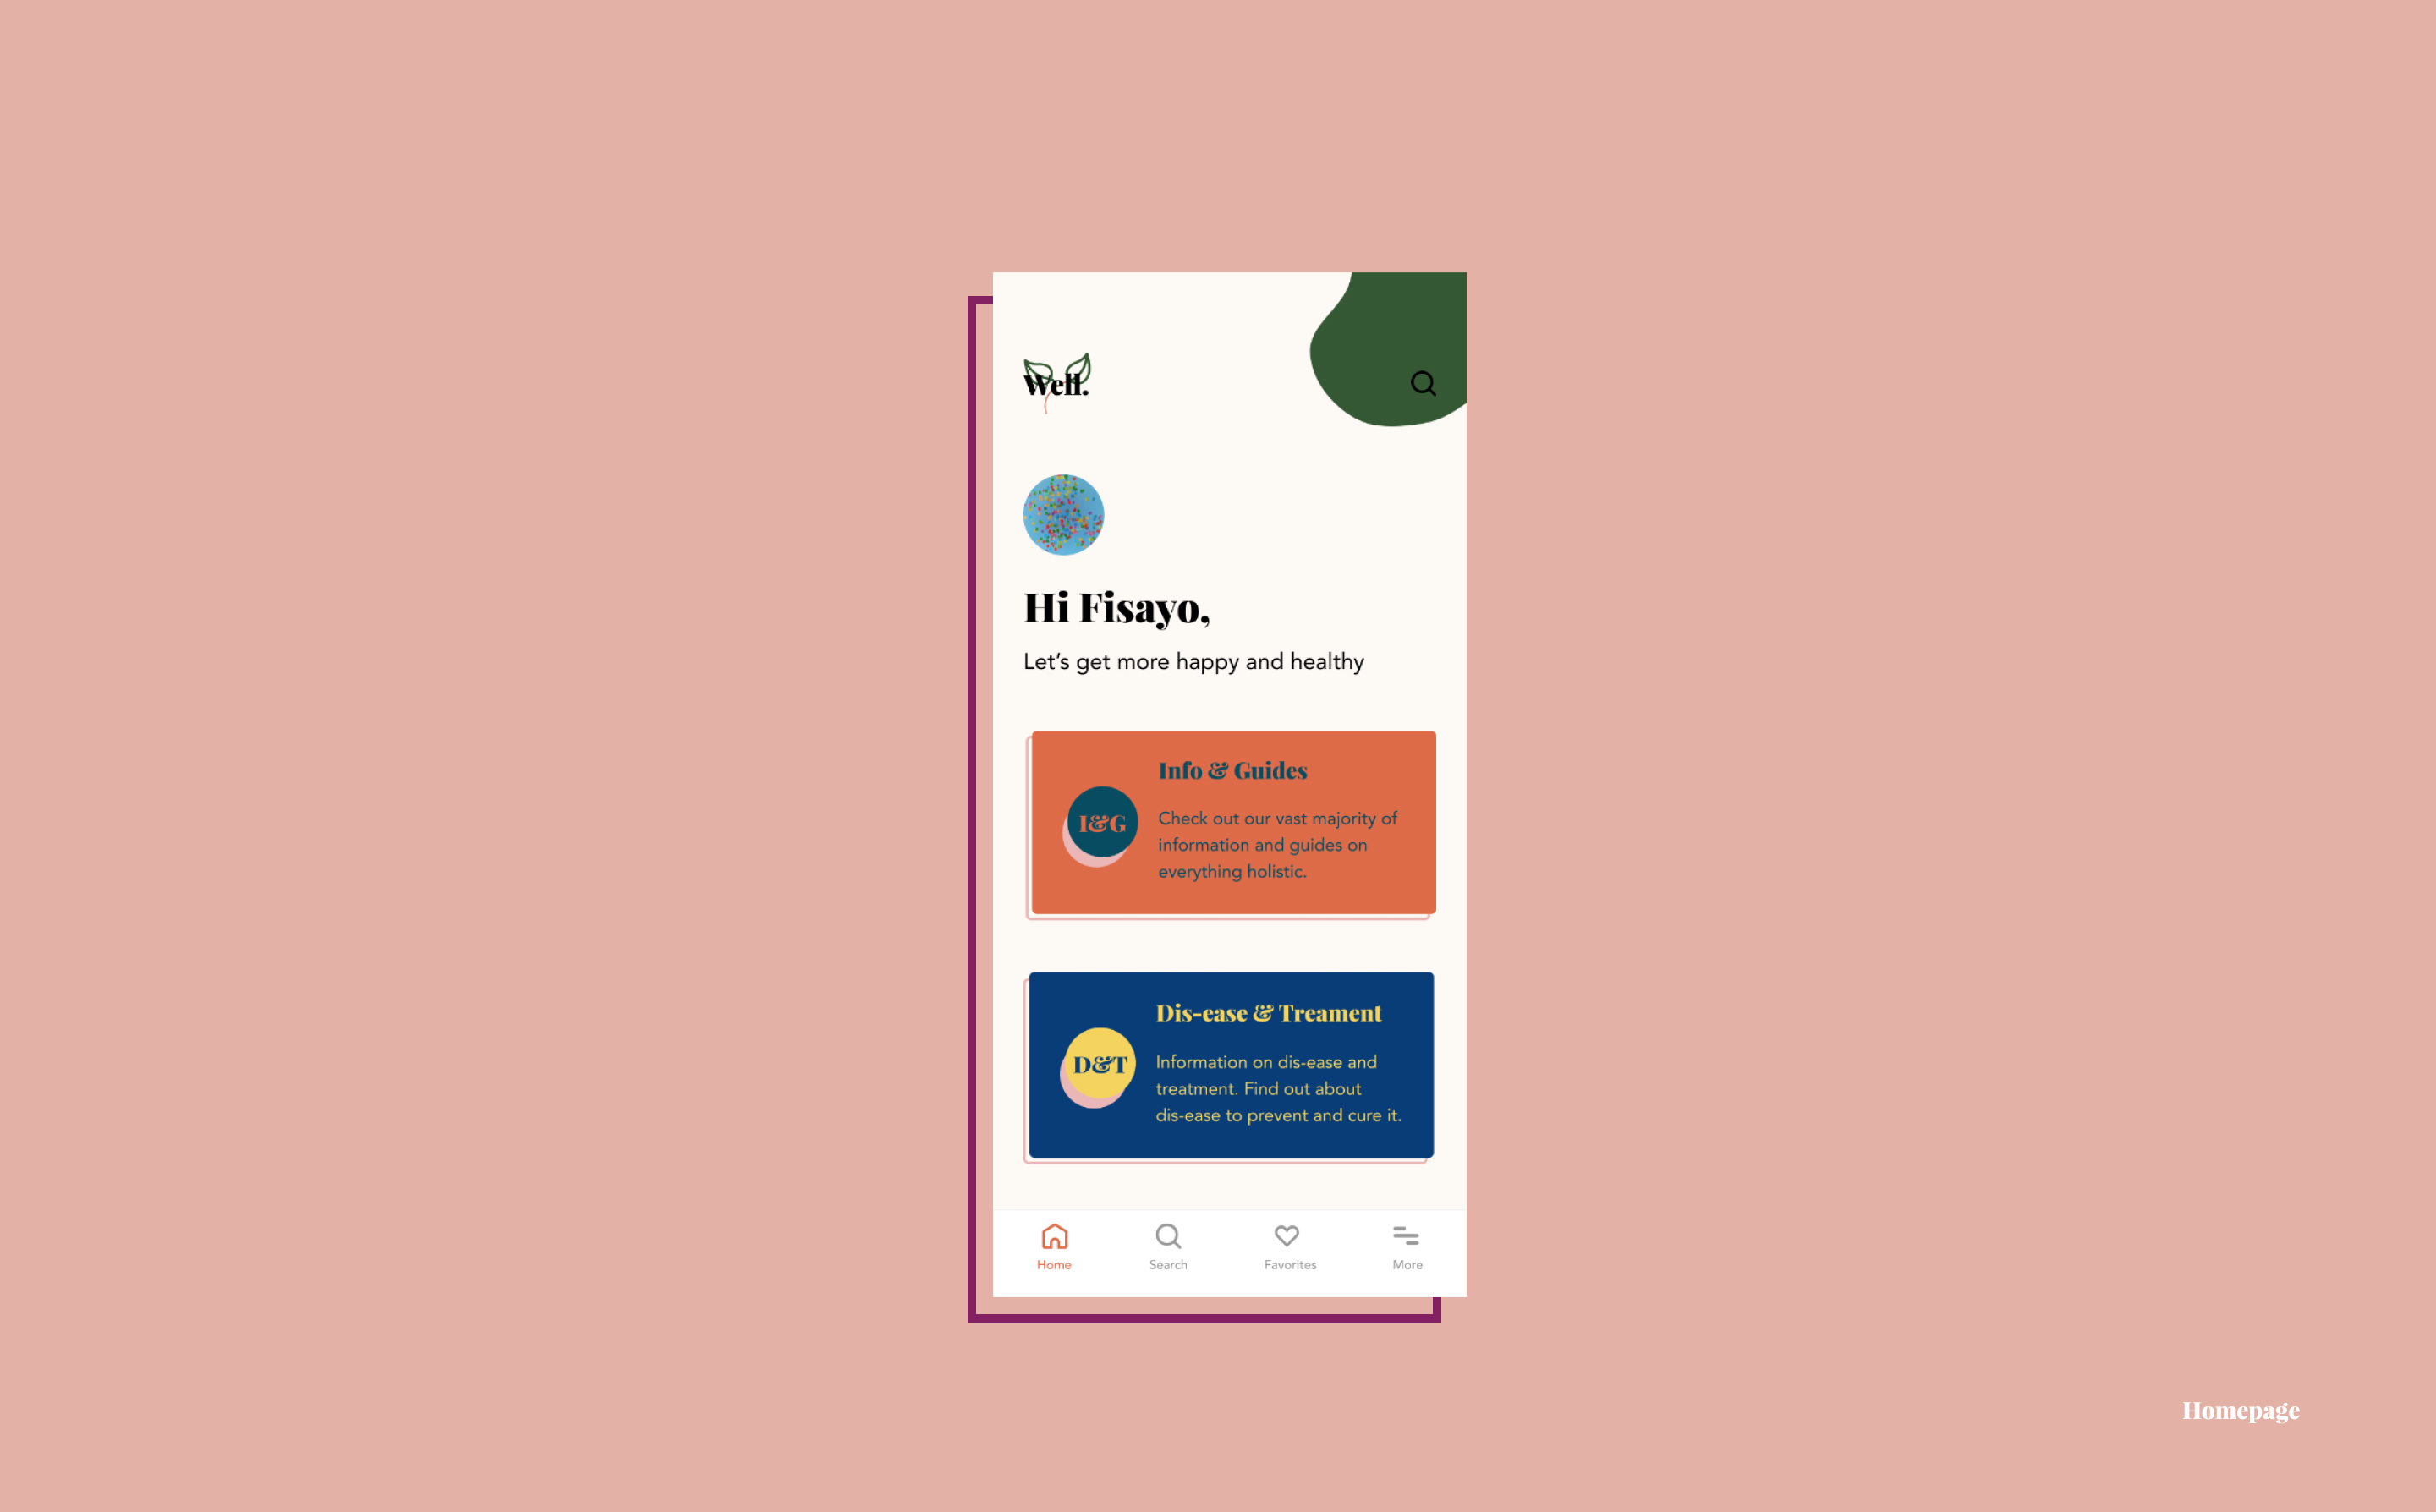 Well.
Hi Fisayo,
Let's get more happy and healthy
Info & Guides
I&G
Check out our vast majority of
information and guides on
everything holistic.
Dis-ease & Treament
D&T
Information on dis-ease and
treatment. Find out about
dis-ease to prevent and cure it.
Home
Search
Favorites
More
Homepage